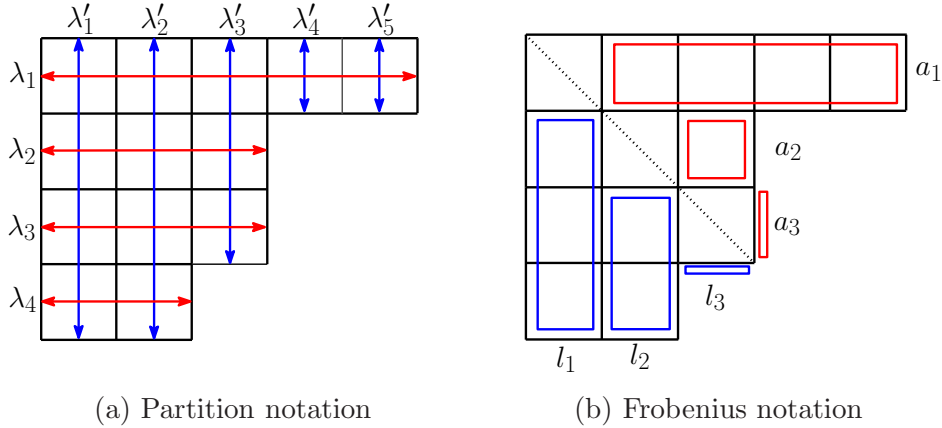 λ′₁ λ′₂ λ′₃ λ′₄ λ′₅
λ₁
λ₂
λ₃
λ₄
a₁
a₂
a₃
l₃
l₁ l₂
(a) Partition notation
(b) Frobenius notation